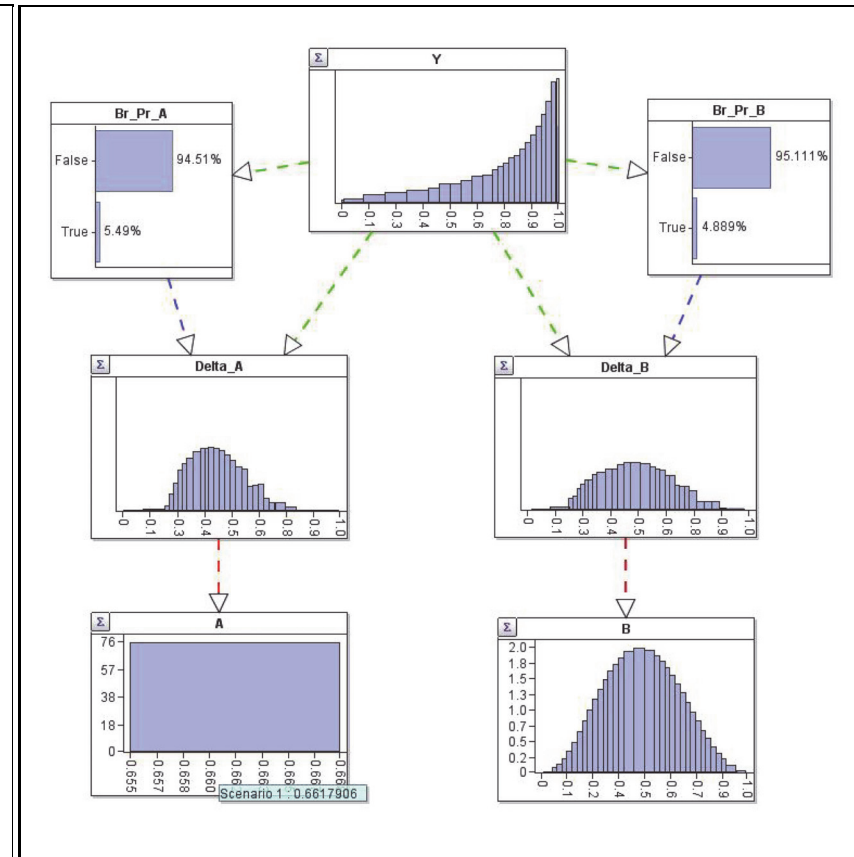 Σ Y
0 0.1 0.2 0.3 0.4 0.5 0.6 0.7 0.8 0.9 1.0
Br_Pr_A
False 94.51%
True 5.49%
Br_Pr_B
False 95.111%
True 4.889%
Σ Delta_A
0 0.1 0.3 0.4 0.5 0.6 0.8 0.9 1.0
Σ Delta_B
0 0.1 0.3 0.4 0.5 0.6 0.8 0.9 1.0
Σ A
76
57
38
18
0
0.655 0.657 0.658 0.660
Scenario 1 : 0.6617906
Σ B
2.0
1.8
1.5
1.3
1.0
0.7
0.5
0.2
0
0.1 0.2 0.4 0.5 0.6 0.7 0.9 1.0